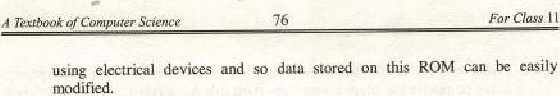 A Textbook of Computer Science 76 For Class 11
using electrical devices and so data stored on this ROM can be easily
modified.